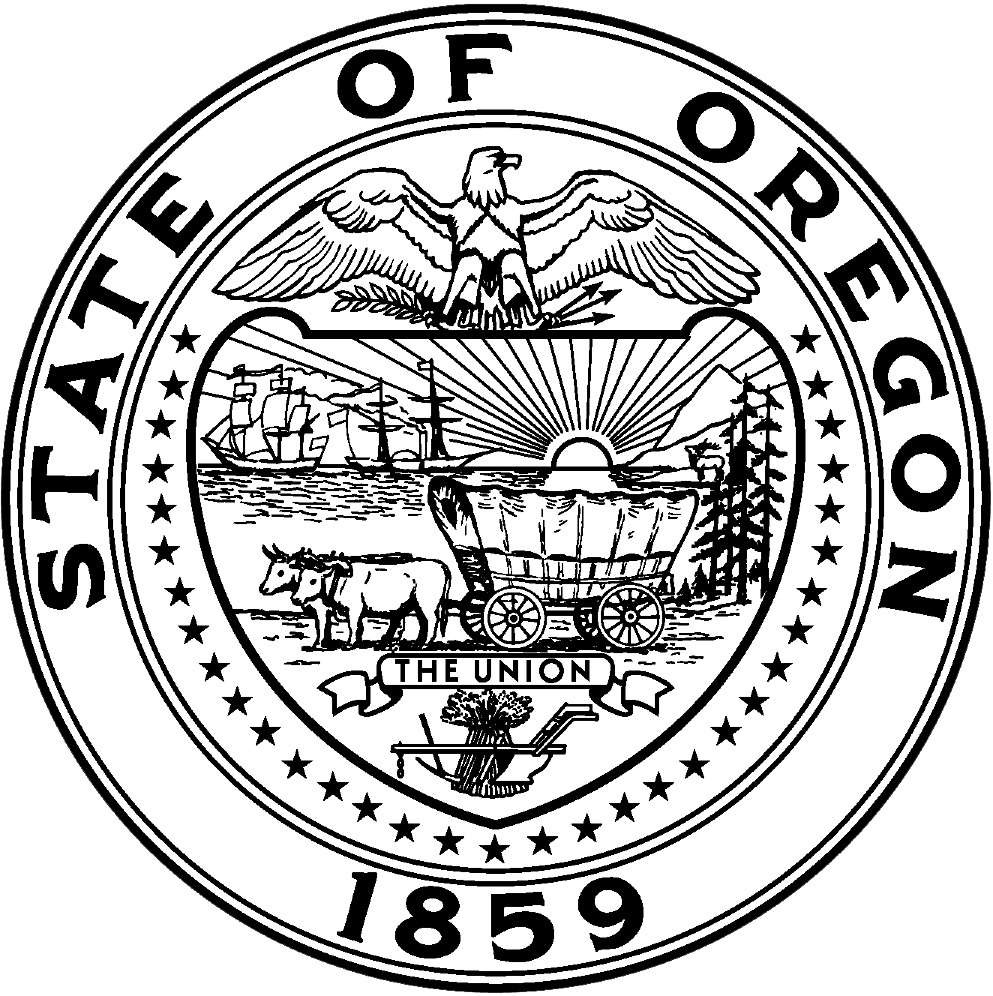 STATE OF OREGON
THE UNION
1859